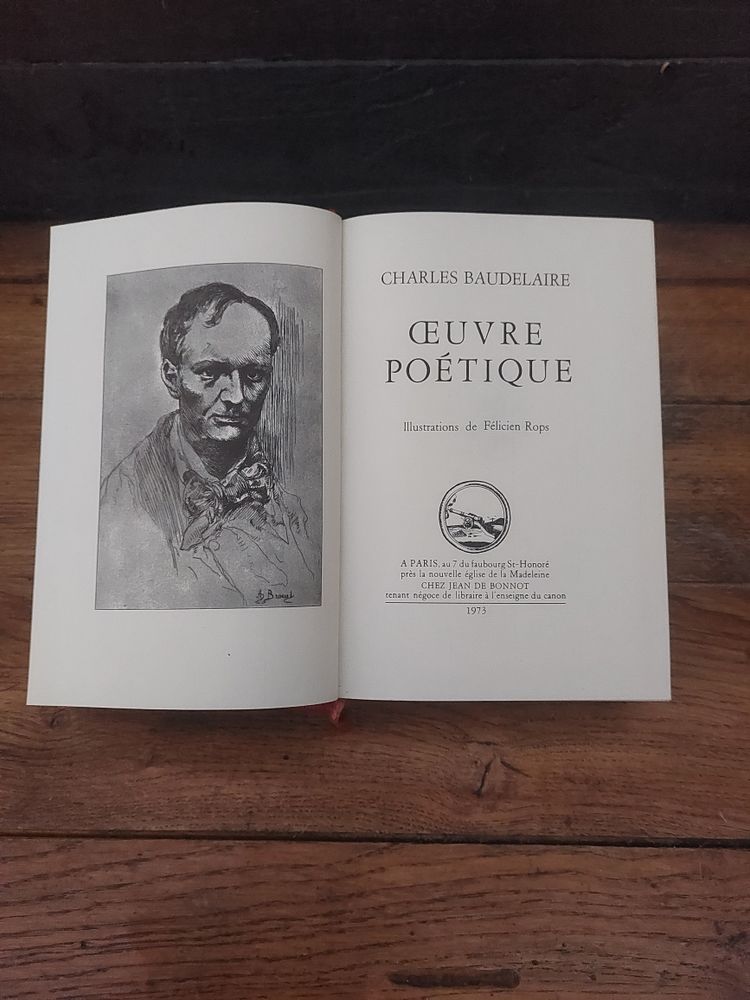 CHARLES BAUDELAIRE
ŒUVRE
POÉTIQUE
Illustrations de Félicien Rops
A PARIS, au 7 du faubourg St-Honoré
près la nouvelle église de la Madeleine
CHEZ JEAN DE BONNOT
tenant négoce de libraire à l'enseigne du canon
1973